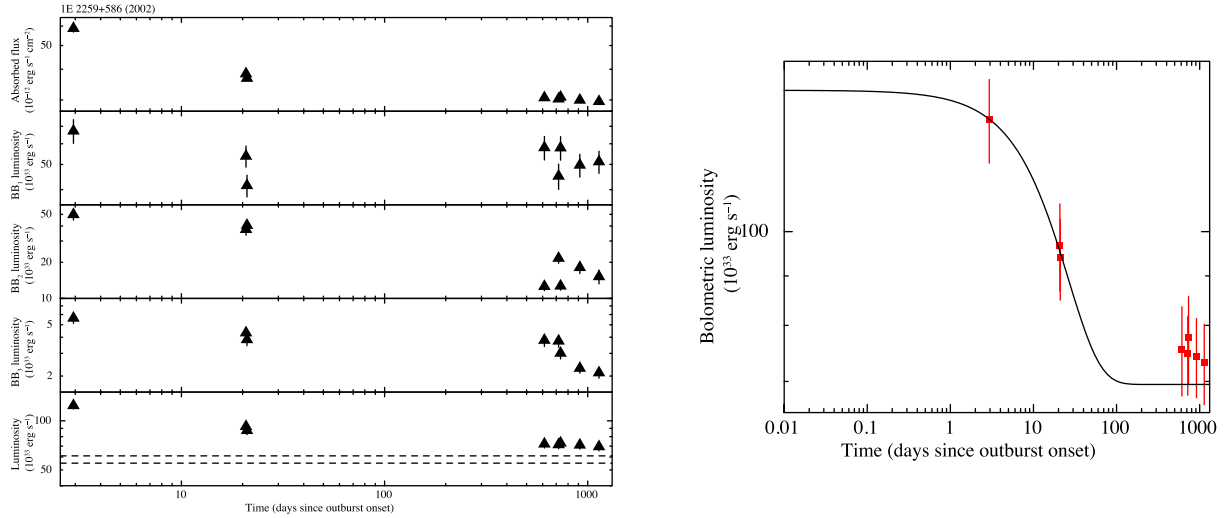 1E 2259+586 (2002)
Absorbed flux
(10⁻¹² erg s⁻¹ cm⁻²)
50
BB₁ luminosity
(10³³ erg s⁻¹)
50
BB₂ luminosity
(10³³ erg s⁻¹)
50
20
10
BB₃ luminosity
(10³³ erg s⁻¹)
5
2
Luminosity
(10³³ erg s⁻¹)
100
50
10
100
1000
Time (days since outburst onset)
Bolometric luminosity
(10³³ erg s⁻¹)
100
0.01
0.1
1
10
100
1000
Time (days since outburst onset)